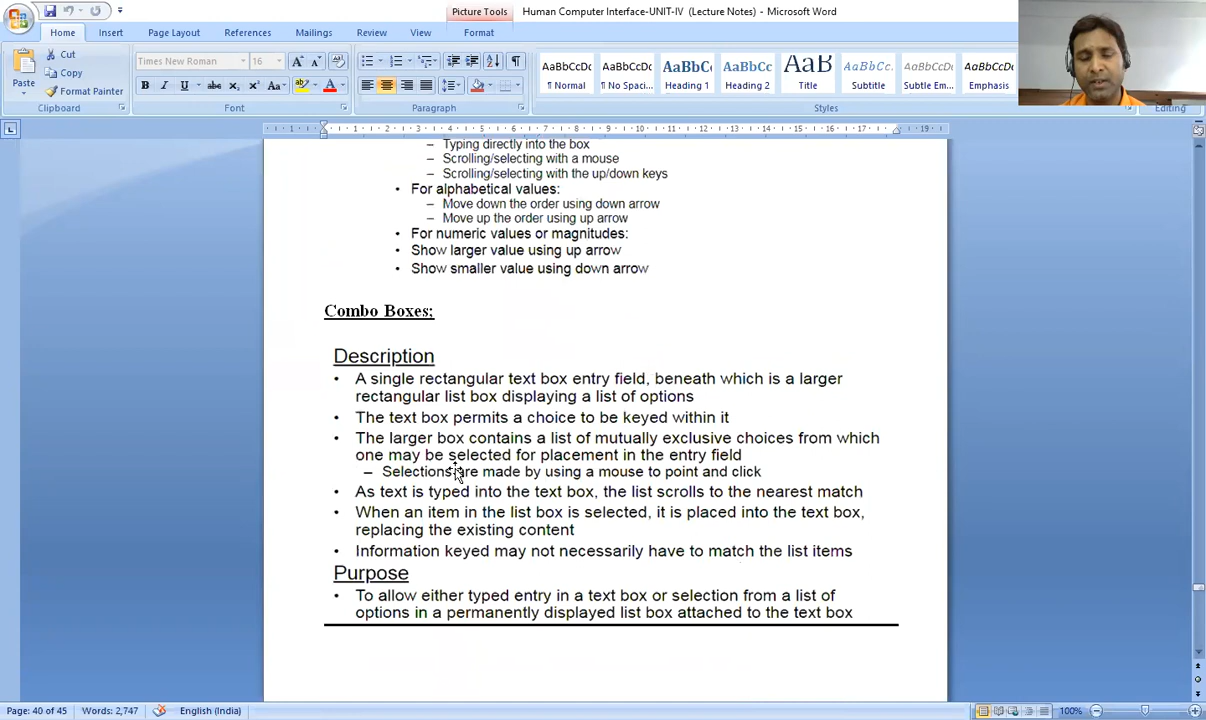 Picture Tools
Human Computer Interface-UNIT-IV (Lecture Notes) - Microsoft Word
Home
Insert
Page Layout
References
Mailings
Review
View
Format
Paste
Cut
Copy
Format Painter
Clipboard
Times New Roman
16
Font
Paragraph
AaBbCcDc
AaBbCcDc
AaBbCc
AaBbCc
AaB
AaBbCc
AaBbCcDc
AaBbCcDc
¶ Normal
¶ No Spaci...
Heading 1
Heading 2
Title
Subtitle
Subtle Em...
Emphasis
Styles
Editing
– Typing directly into the box
– Scrolling/selecting with a mouse
– Scrolling/selecting with the up/down keys
• For alphabetical values:
– Move down the order using down arrow
– Move up the order using up arrow
• For numeric values or magnitudes:
• Show larger value using up arrow
• Show smaller value using down arrow
Combo Boxes:
Description
• A single rectangular text box entry field, beneath which is a larger
rectangular list box displaying a list of options
• The text box permits a choice to be keyed within it
• The larger box contains a list of mutually exclusive choices from which
one may be selected for placement in the entry field
– Selections are made by using a mouse to point and click
• As text is typed into the text box, the list scrolls to the nearest match
• When an item in the list box is selected, it is placed into the text box,
replacing the existing content
• Information keyed may not necessarily have to match the list items
Purpose
• To allow either typed entry in a text box or selection from a list of
options in a permanently displayed list box attached to the text box
Page: 40 of 45
Words: 2,747
English (India)
100%